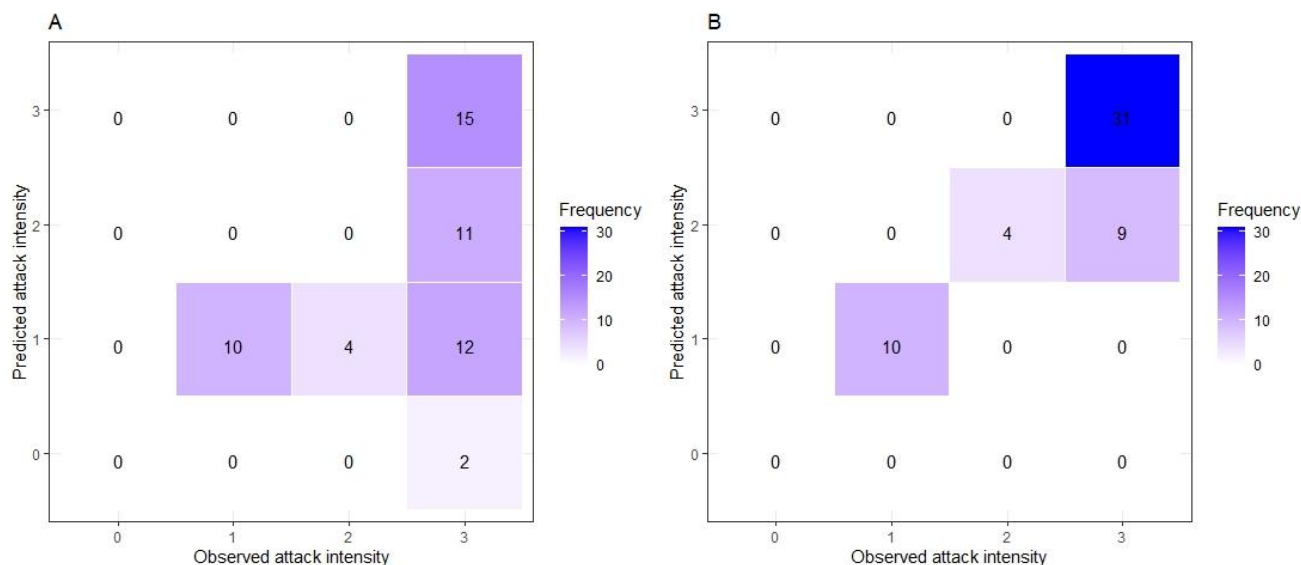 A
3 0 0 0 15
2 0 0 0 11
1 0 10 4 12
0 0 0 0 2
0 1 2 3
Observed attack intensity
Predicted attack intensity
Frequency
30
20
10
0
B
3 0 0 0 31
2 0 0 4 9
1 0 10 0 0
0 0 0 0 0
0 1 2 3
Observed attack intensity
Predicted attack intensity
Frequency
30
20
10
0